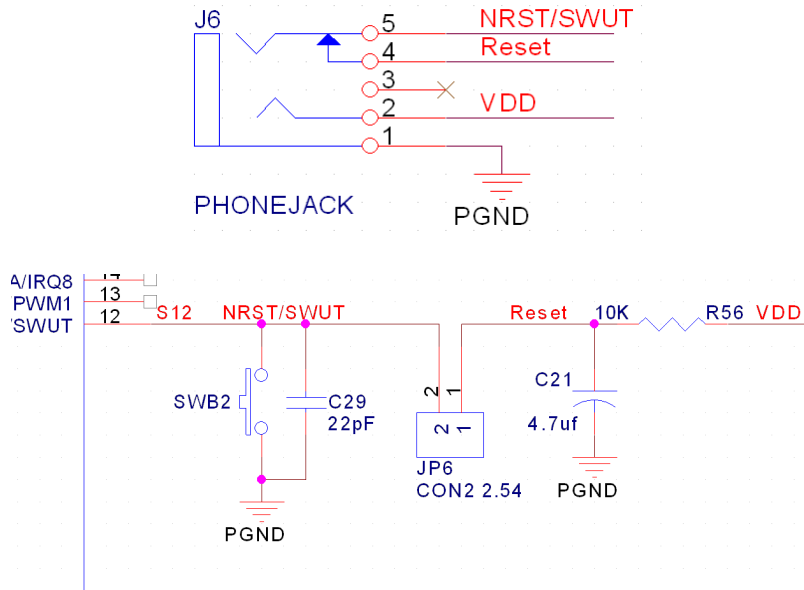 J6
5 NRST/SWUT
4 Reset
3
2 VDD
1
PHONEJACK
PGND
A/IRQ8
PWM1 13
/SWUT 12 S12 NRST/SWUT
Reset 10K R56 VDD
SWB2
C29
22pF
2 1
2 1
JP6
CON2 2.54
C21
4.7uf
PGND
PGND